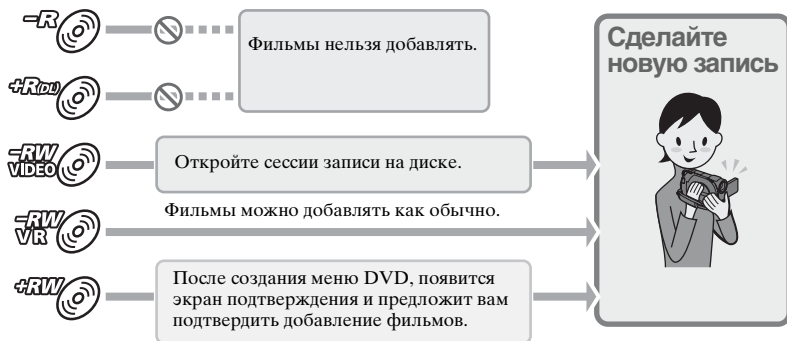 -R
Фильмы нельзя добавлять.
+R(DL)
-RW
VIDEO
Откройте сессии записи на диске.
-RW
VR
Фильмы можно добавлять как обычно.
+RW
После создания меню DVD, появится
экран подтверждения и предложит вам
подтвердить добавление фильмов.
Сделайте
новую запись